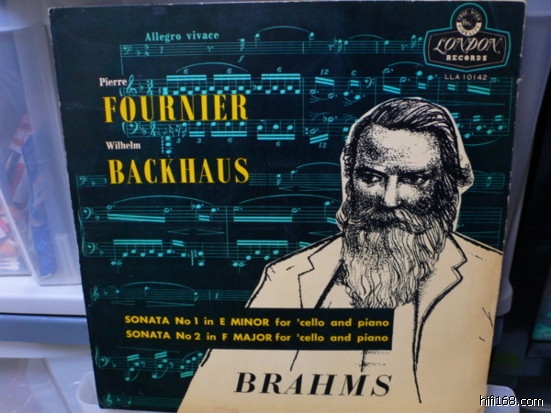 Allegro vivace
LONDON
RECORDS
LLA 10142
Pierre
FOURNIER
Wilhelm
BACKHAUS
SONATA No 1 in E MINOR for 'cello and piano
SONATA No 2 in F MAJOR for 'cello and piano
BRAHMS
hifi168.com